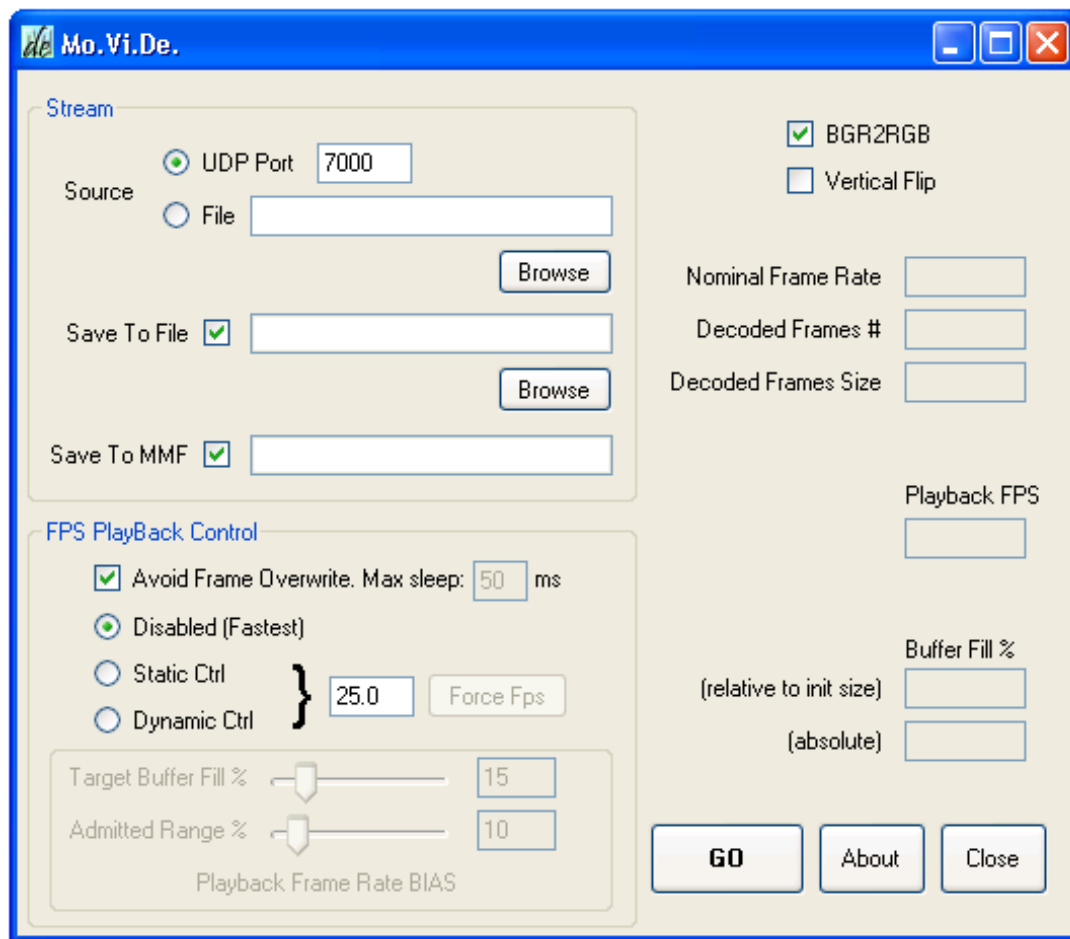 de Mo.Vi.De.
Stream
Source
UDP Port 7000
File
Browse
Save To File
Browse
Save To MMF
FPS PlayBack Control
Avoid Frame Overwrite. Max sleep: 50 ms
Disabled (Fastest)
Static Ctrl
Dynamic Ctrl
} 25.0 Force Fps
Target Buffer Fill % 15
Admitted Range % 10
Playback Frame Rate BIAS
BGR2RGB
Vertical Flip
Nominal Frame Rate
Decoded Frames #
Decoded Frames Size
Playback FPS
Buffer Fill %
(relative to init size)
(absolute)
GO About Close